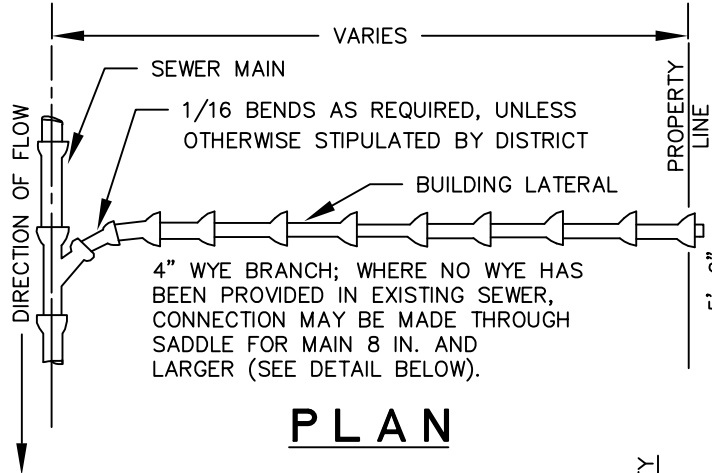 VARIES
SEWER MAIN
1/16 BENDS AS REQUIRED, UNLESS
OTHERWISE STIPULATED BY DISTRICT
PROPERTY
LINE
BUILDING LATERAL
DIRECTION OF FLOW
4" WYE BRANCH; WHERE NO WYE HAS
BEEN PROVIDED IN EXISTING SEWER,
CONNECTION MAY BE MADE THROUGH
SADDLE FOR MAIN 8 IN. AND
LARGER (SEE DETAIL BELOW).
PLAN